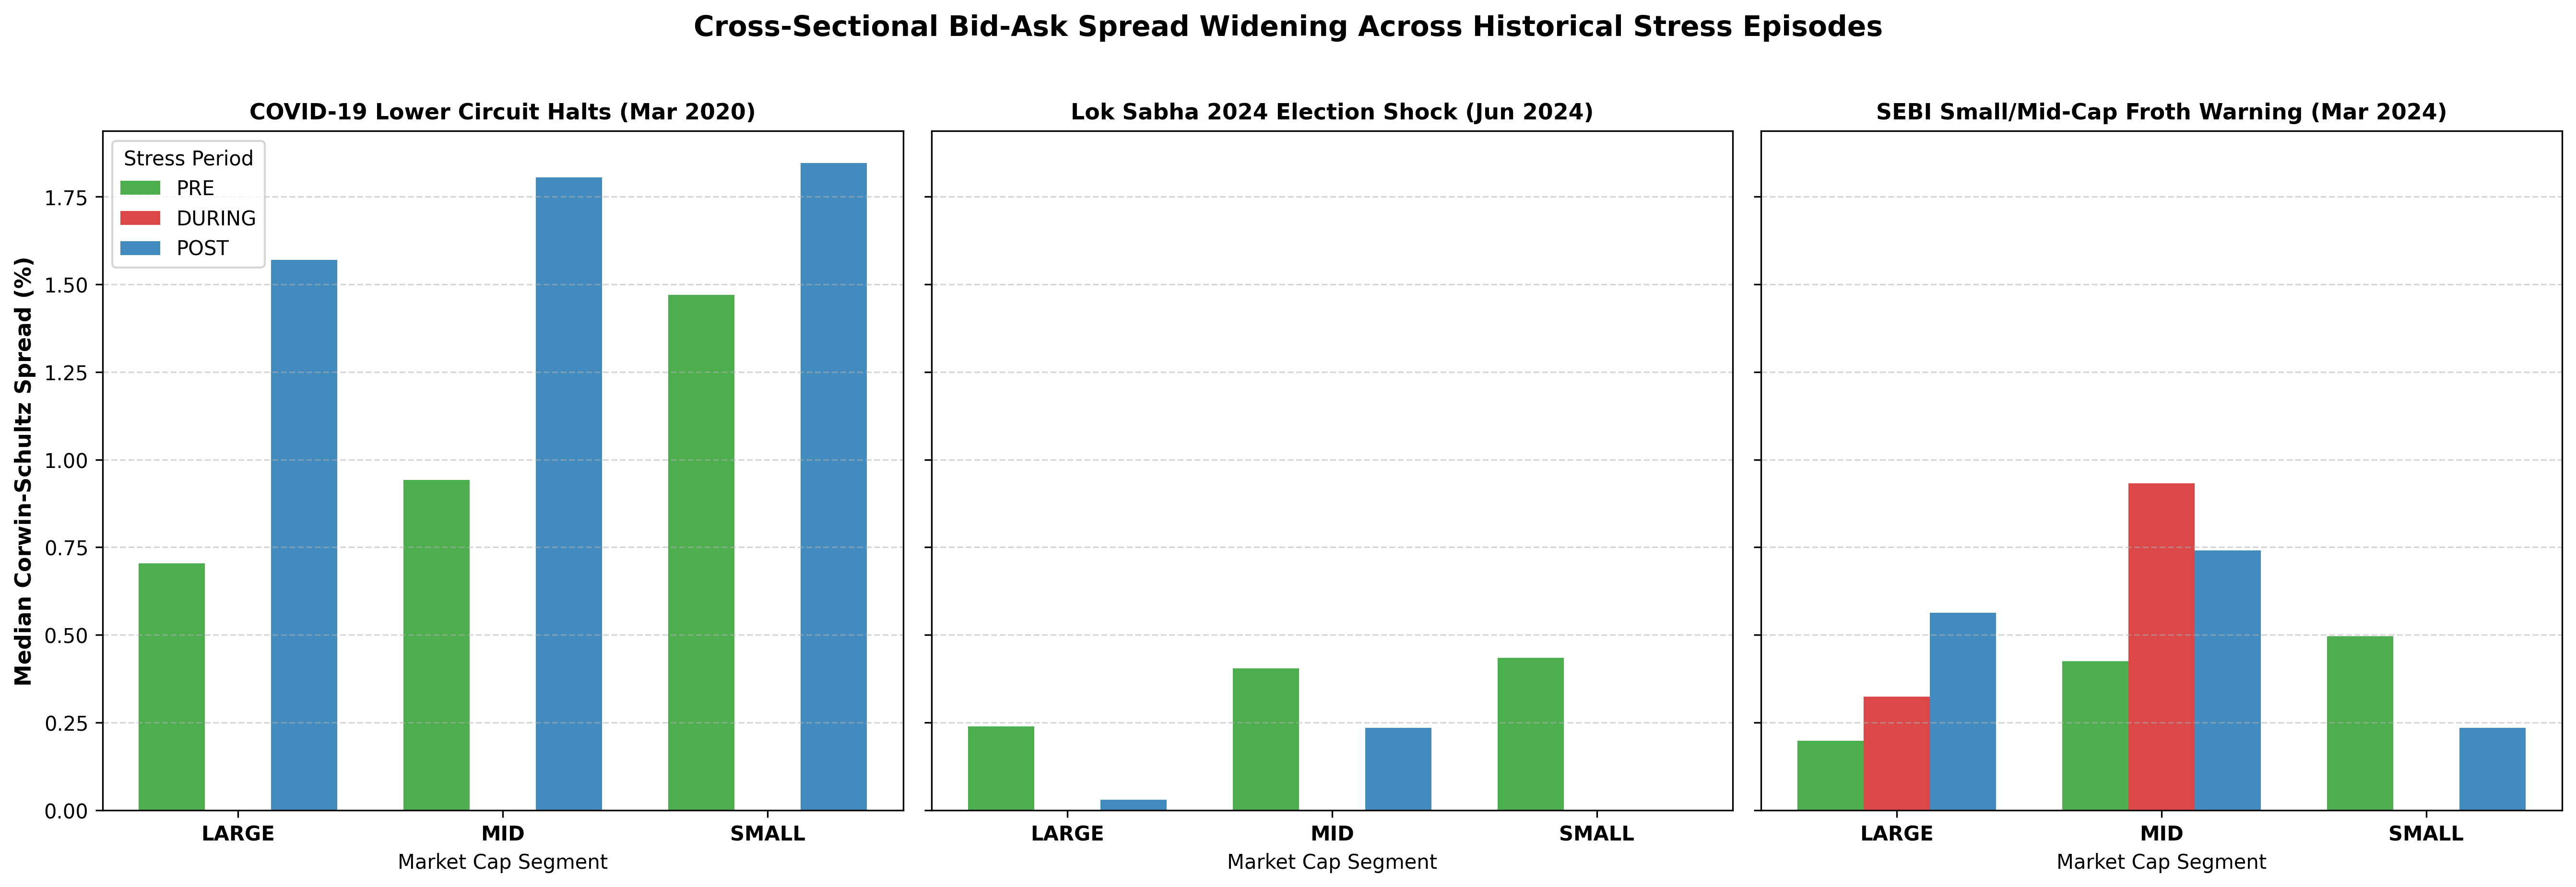 Cross-Sectional Bid-Ask Spread Widening Across Historical Stress Episodes
COVID-19 Lower Circuit Halts (Mar 2020)
Lok Sabha 2024 Election Shock (Jun 2024)
SEBI Small/Mid-Cap Froth Warning (Mar 2024)
Median Corwin-Schultz Spread (%)
1.75
1.50
1.25
1.00
0.75
0.50
0.25
0.00
Stress Period
PRE
DURING
POST
LARGE
MID
SMALL
Market Cap Segment
LARGE
MID
SMALL
Market Cap Segment
LARGE
MID
SMALL
Market Cap Segment